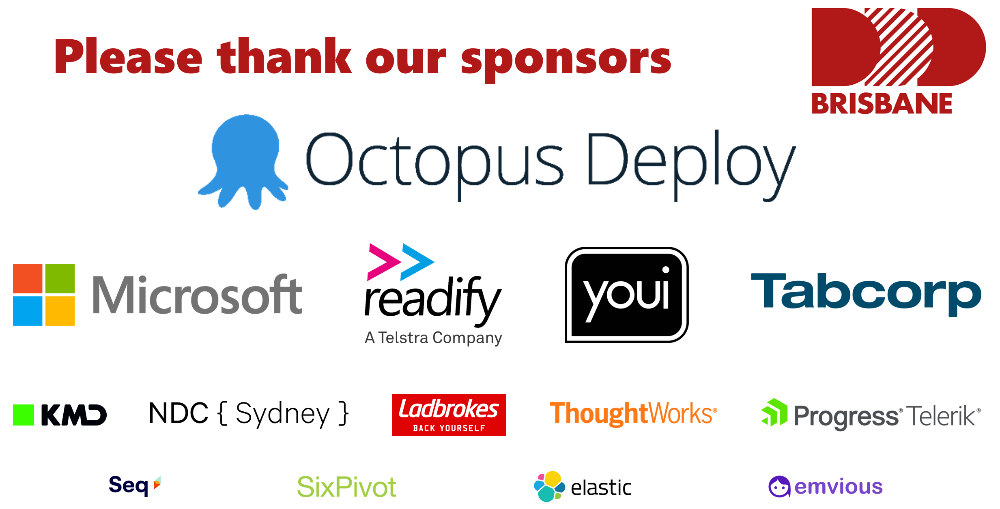 Please thank our sponsors
DDD
BRISBANE
Octopus Deploy
Microsoft
readify
A Telstra Company
youi
Tabcorp
KMD
NDC { Sydney }
Ladbrokes
BACK YOURSELF
ThoughtWorks®
Progress® Telerik®
Seq
SixPivot
elastic
emvious